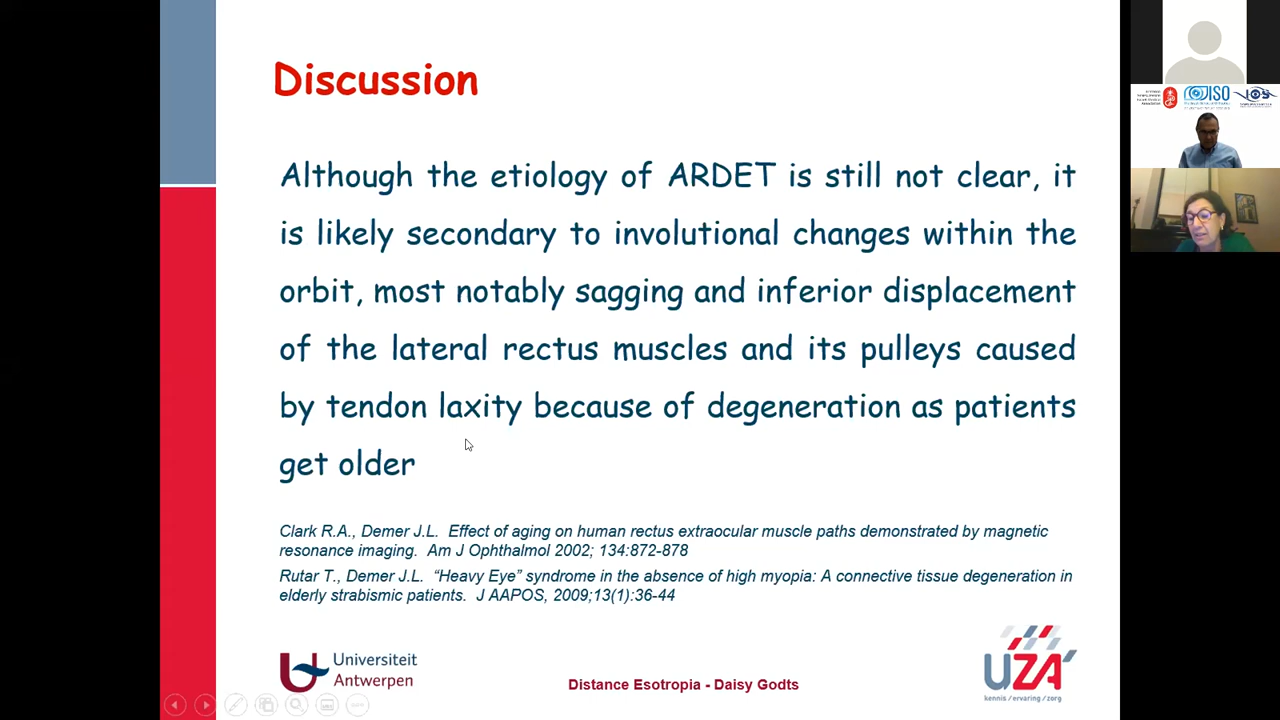 Discussion
Although the etiology of ARDET is still not clear, it
is likely secondary to involutional changes within the
orbit, most notably sagging and inferior displacement
of the lateral rectus muscles and its pulleys caused
by tendon laxity because of degeneration as patients
get older
Clark R.A., Demer J.L. Effect of aging on human rectus extraocular muscle paths demonstrated by magnetic
resonance imaging. Am J Ophthalmol 2002; 134:872-878
Rutar T., Demer J.L. “Heavy Eye” syndrome in the absence of high myopia: A connective tissue degeneration in
elderly strabismic patients. J AAPOS, 2009;13(1):36-44
Universiteit
Antwerpen
Distance Esotropia - Daisy Godts
UZA
kennis / ervaring / zorg
ISO